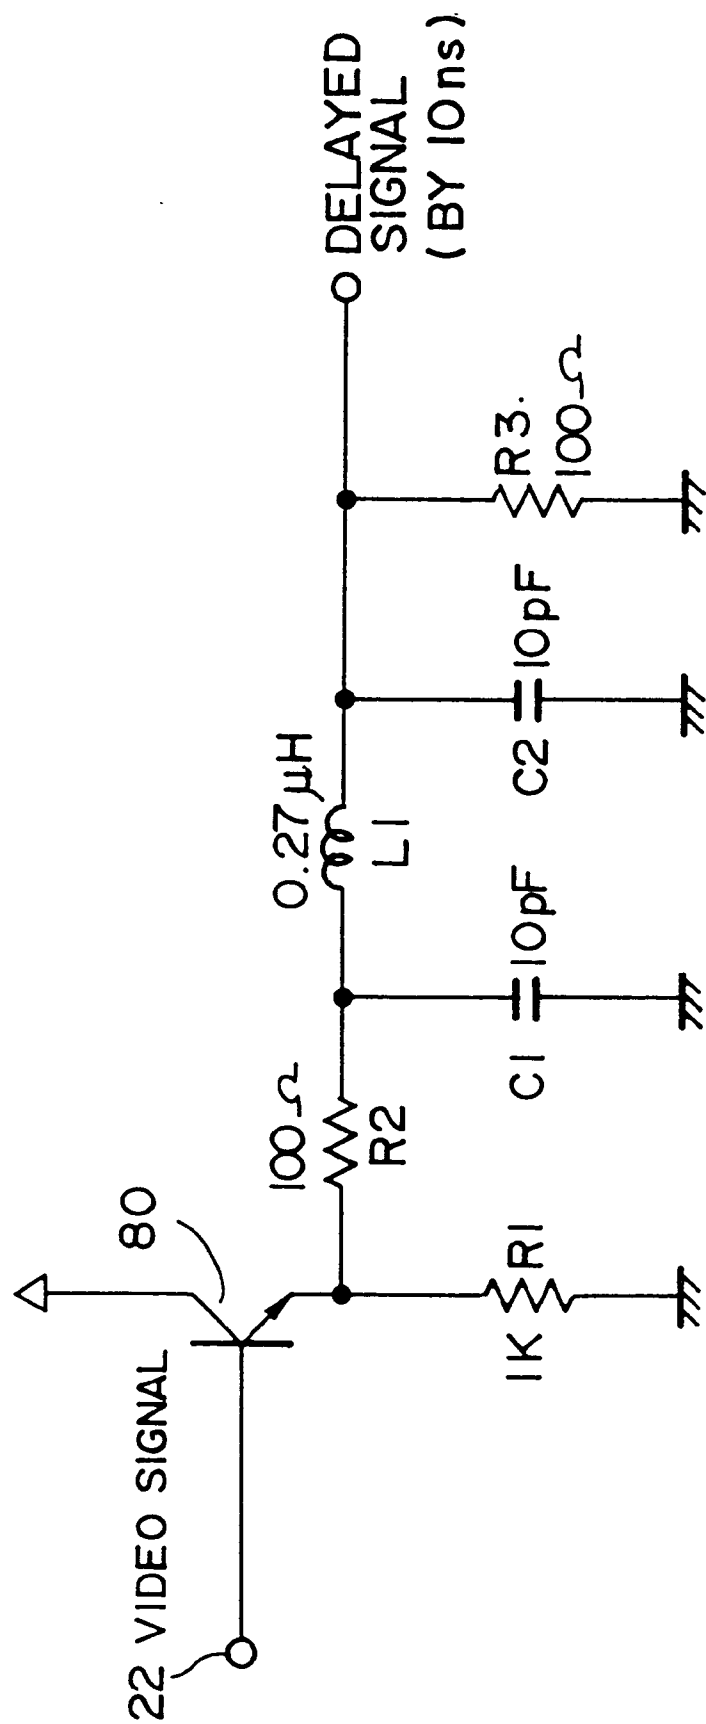 22 VIDEO SIGNAL
80
1K R1
100Ω
R2
C1 10pF
0.27μH
L1
C2 10pF
R3.
100Ω
DELAYED
SIGNAL
(BY 10ns)